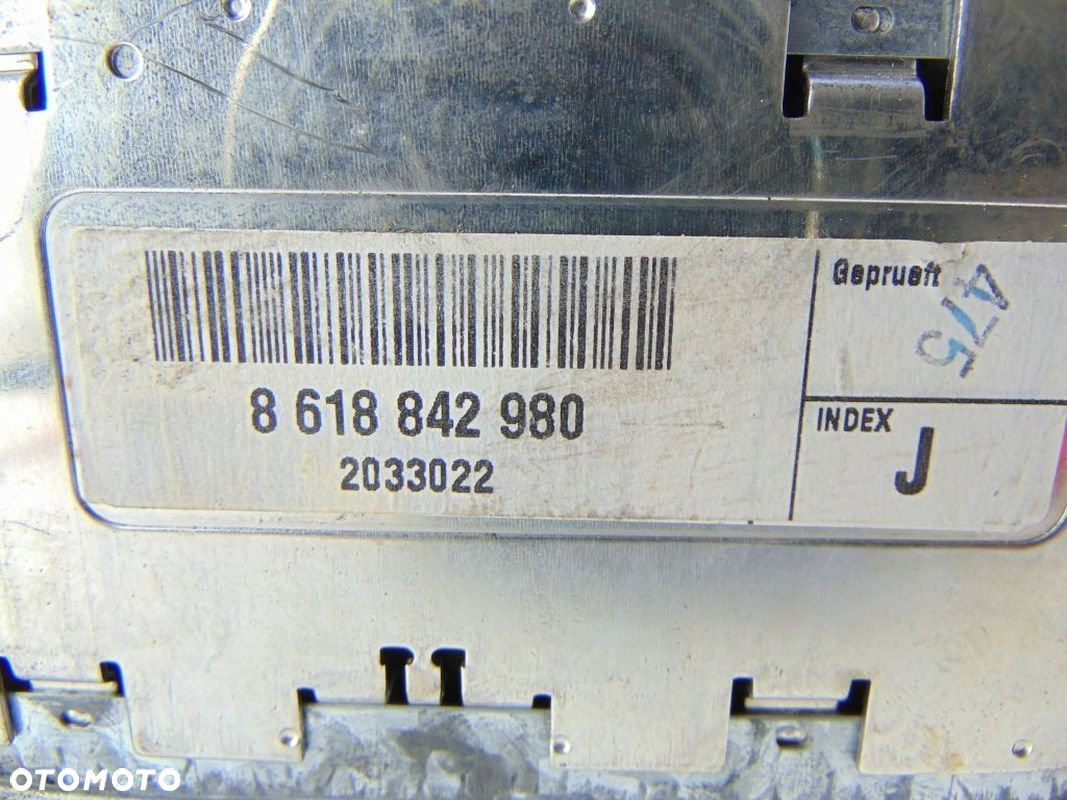 Geprueft
475
8 618 842 980
2033022
INDEX
J
OTOMOTO